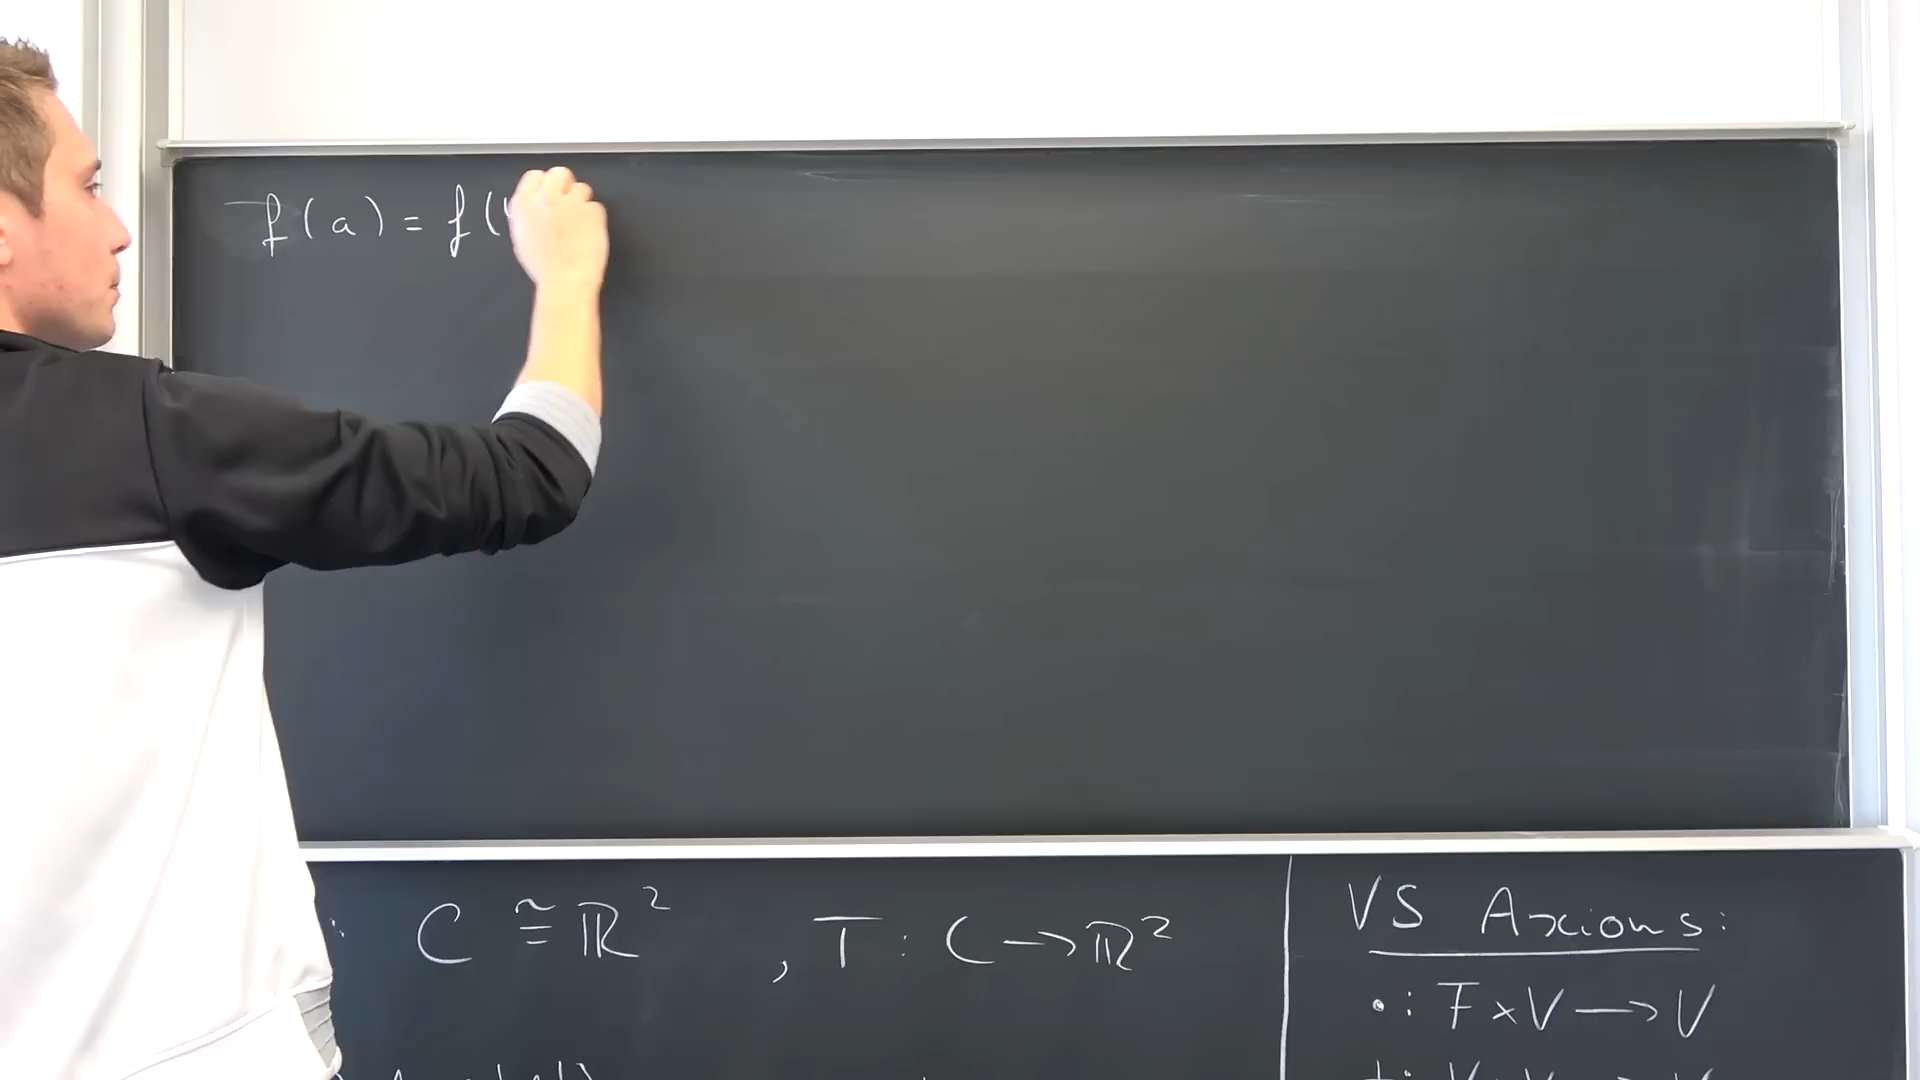 f(a) = f(
: C ≅ ℝ² , T : C → ℝ²
VS Axioms:
• : F × V → V